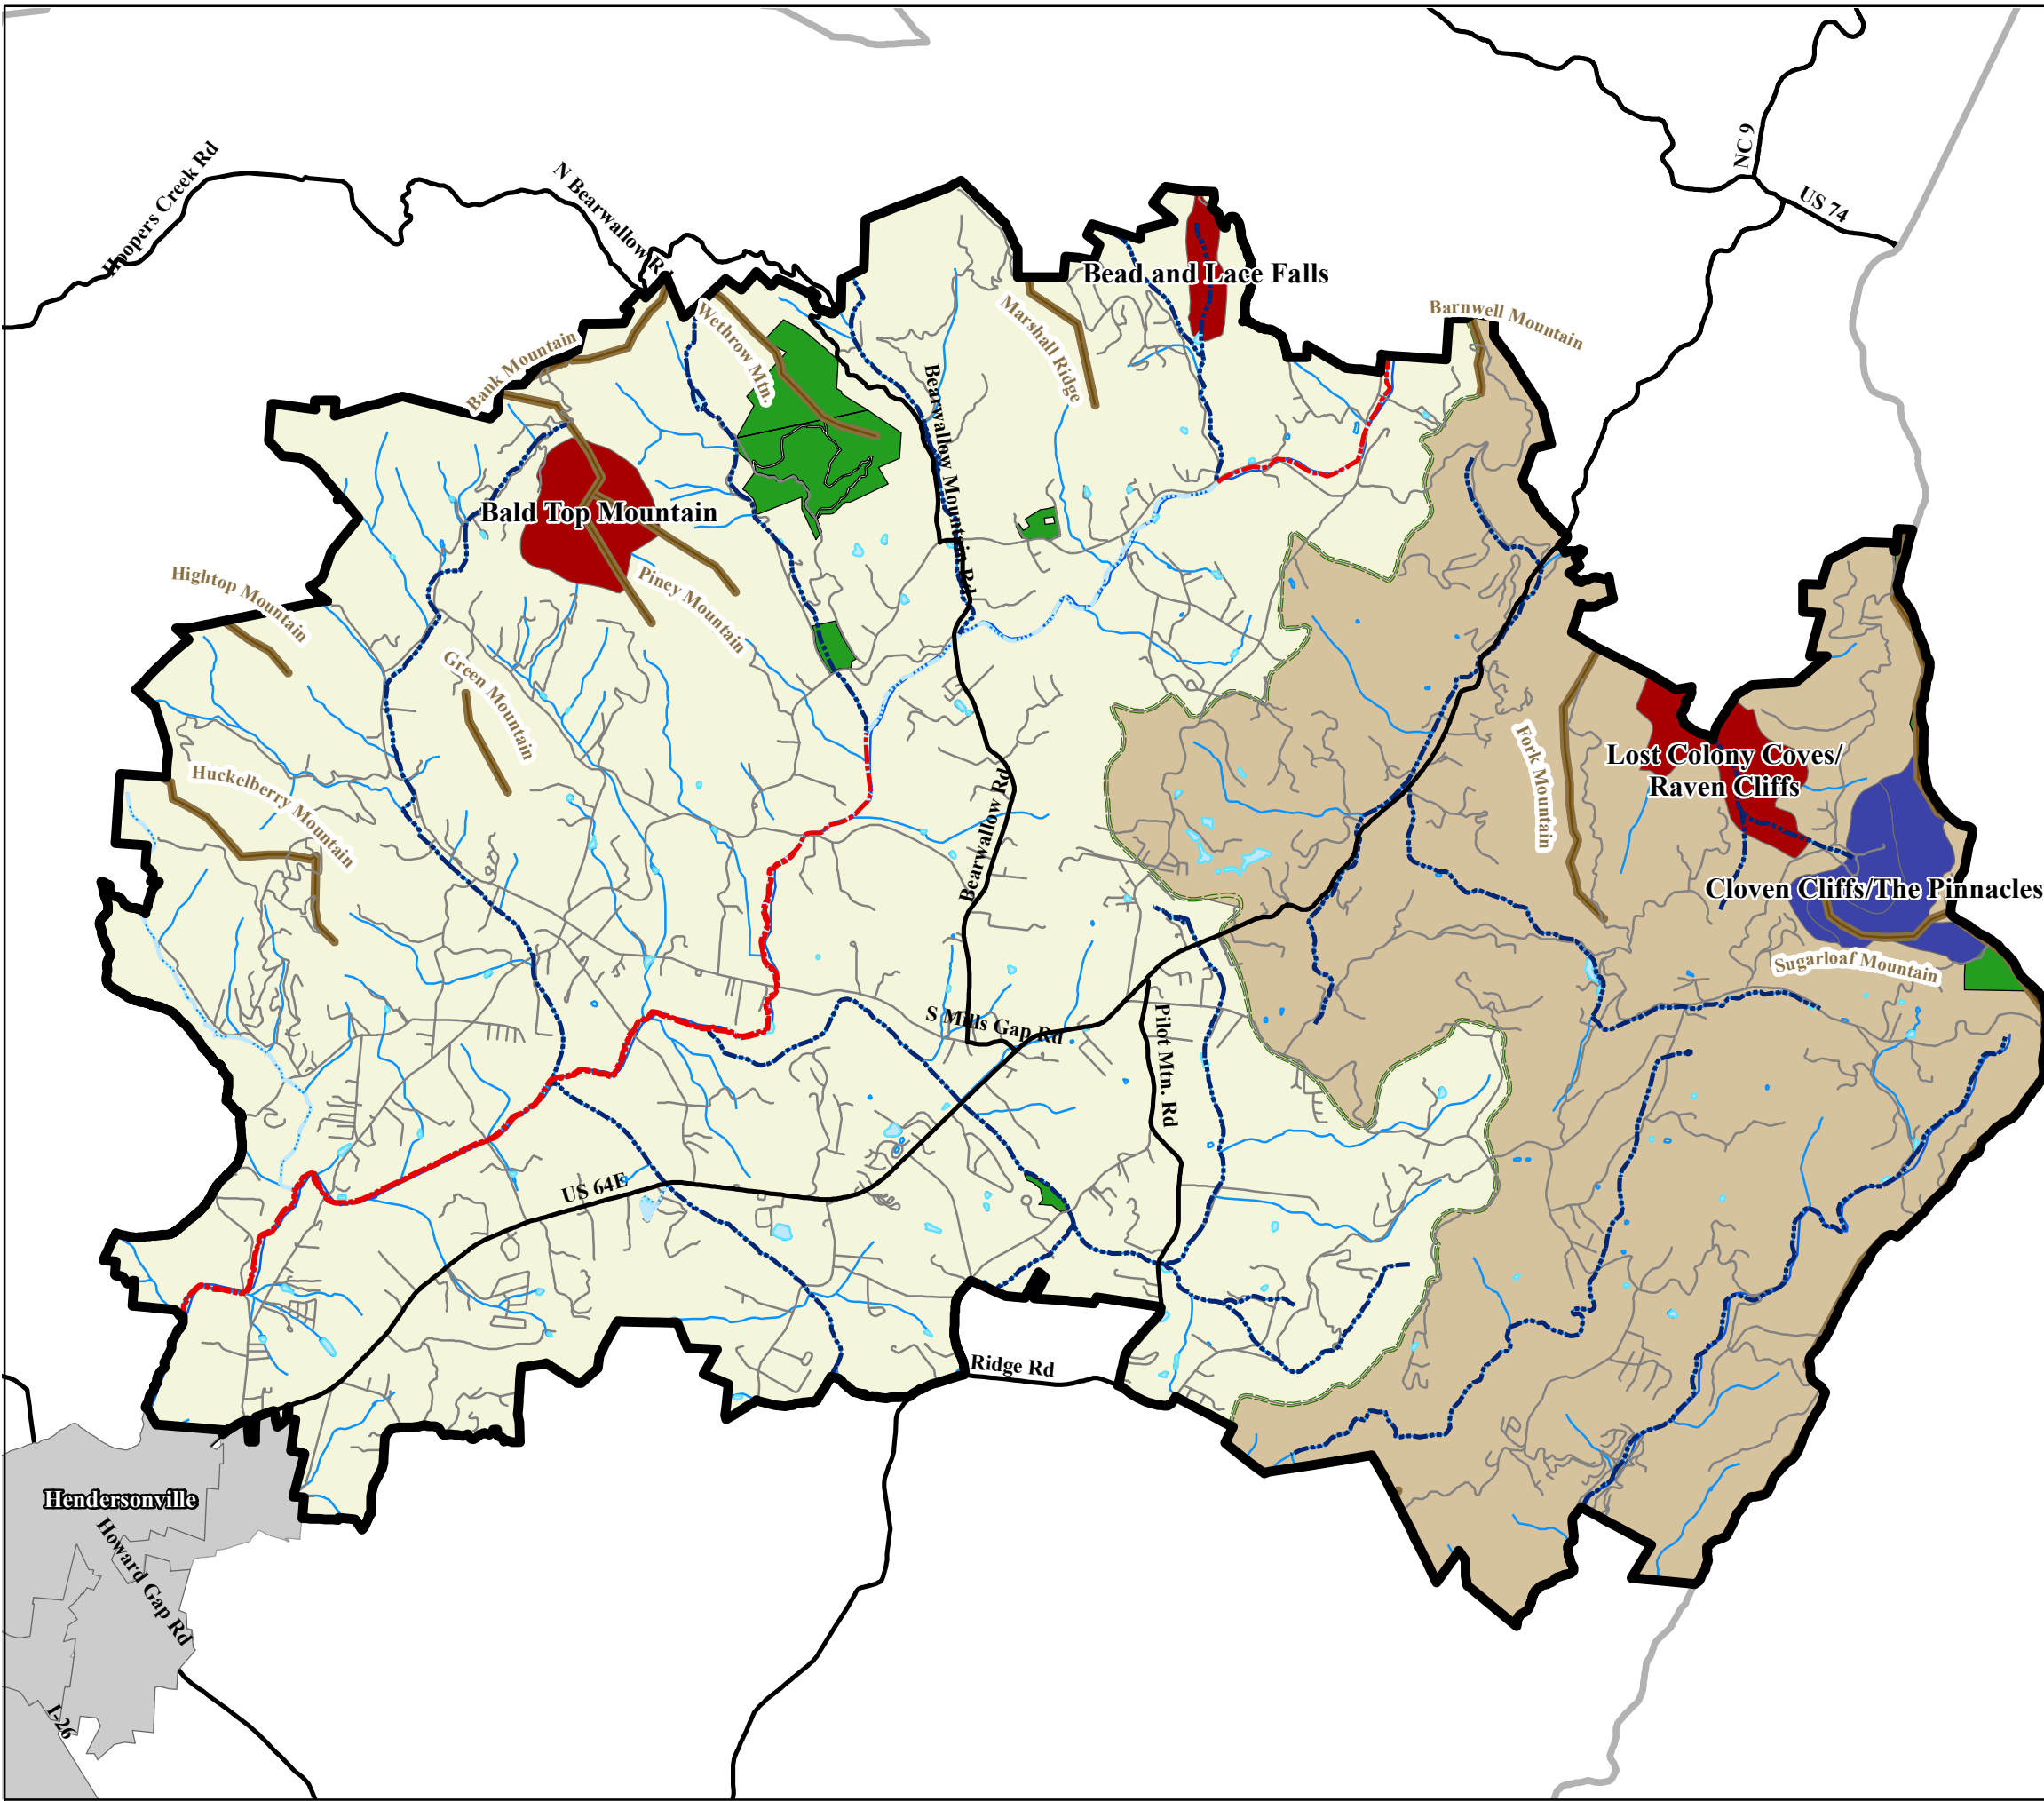 NC 9
US 74
Hoopers Creek Rd
N Bearwallow Rd
Bead and Lace Falls
Barnwell Mountain
Marshall Ridge
Wethrow Mtn.
Bank Mountain
Bearwallow Mountain Rd
Bald Top Mountain
Hightop Mountain
Piney Mountain
Green Mountain
Huckelberry Mountain
Bearwallow Rd
Fork Mountain
Lost Colony Coves/
Raven Cliffs
Cloven Cliffs/The Pinnacles
Sugarloaf Mountain
S Mills Gap Rd
Pilot Mtn. Rd
US 64E
Ridge Rd
Hendersonville
Howard Gap Rd
I-26